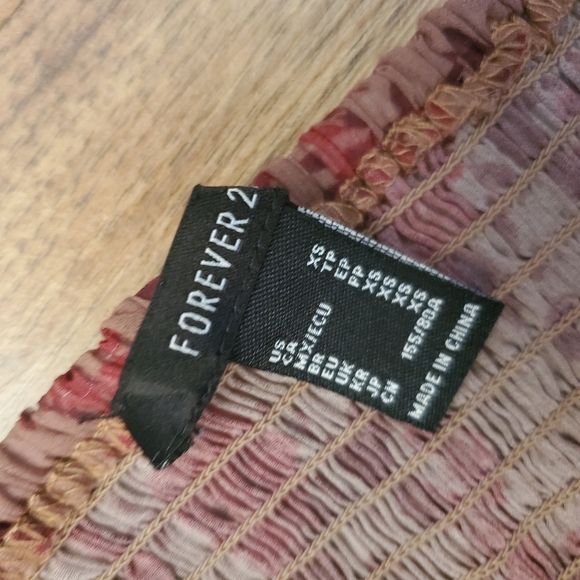 FOREVER 2
US XS
CA TP
MX|ECU EP
BR PP
EU XS
UK XS
KR XS
JP XS
CN 155/80A
MADE IN CHINA